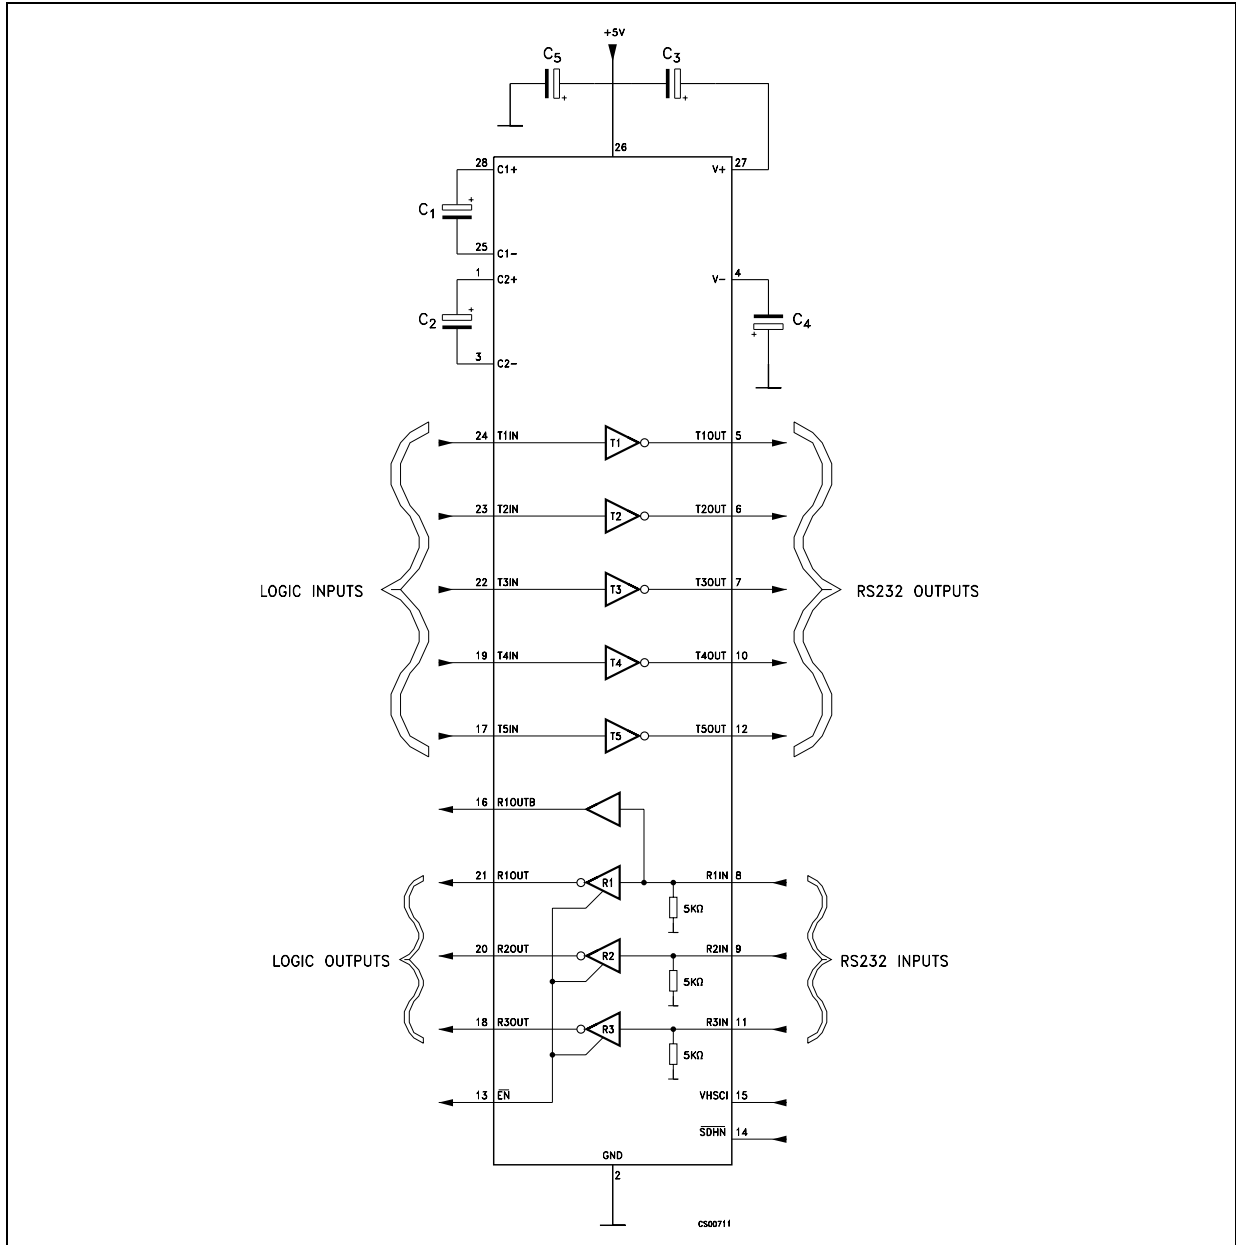 +5V
C5 C3
26
28 C1+ V+ 27
C1 +
25 C1-
1 C2+ V- 4
C2 + C4 +
3 C2-
24 T1IN T1 T1OUT 5
23 T2IN T2 T2OUT 6
LOGIC INPUTS 22 T3IN T3 T3OUT 7 RS232 OUTPUTS
19 T4IN T4 T4OUT 10
17 T5IN T5 T5OUT 12
16 R1OUTB
21 R1OUT R1 R1IN 8
5KΩ
20 R2OUT R2 R2IN 9
LOGIC OUTPUTS RS232 INPUTS
5KΩ
18 R3OUT R3 R3IN 11
5KΩ
13 EN VHSCI 15
SDHN 14
GND
2
CS00711